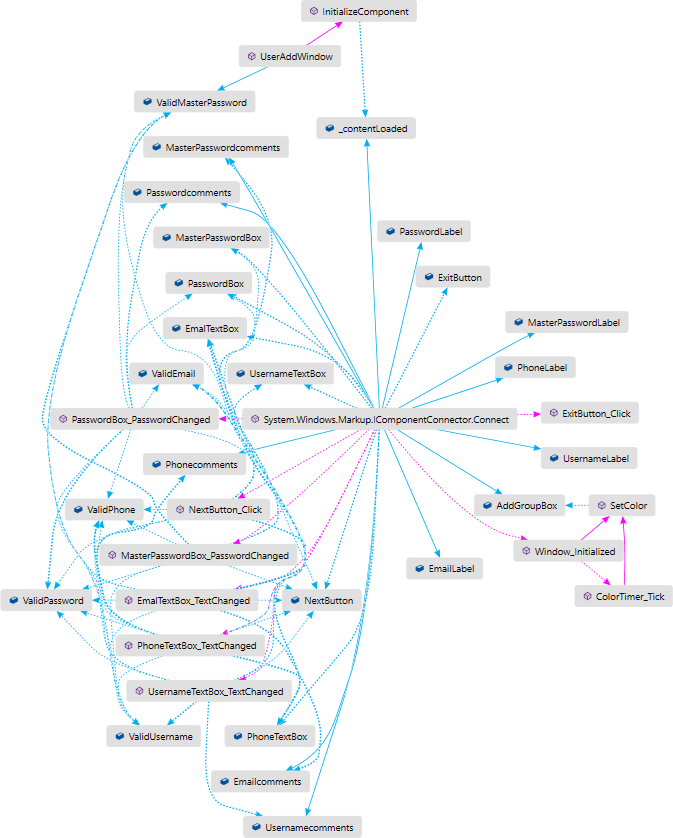 InitializeComponent
UserAddWindow
ValidMasterPassword
_contentLoaded
MasterPasswordcomments
Passwordcomments
PasswordLabel
MasterPasswordBox
ExitButton
PasswordBox
EmalTextBox
MasterPasswordLabel
PhoneLabel
ValidEmail
UsernameTextBox
PasswordBox_PasswordChanged
System.Windows.Markup.IComponentConnector.Connect
ExitButton_Click
Phonecomments
UsernameLabel
ValidPhone
NextButton_Click
AddGroupBox
SetColor
MasterPasswordBox_PasswordChanged
Window_Initialized
EmailLabel
ValidPassword
EmalTextBox_TextChanged
NextButton
ColorTimer_Tick
PhoneTextBox_TextChanged
UsernameTextBox_TextChanged
ValidUsername
PhoneTextBox
Emailcomments
Usernamecomments